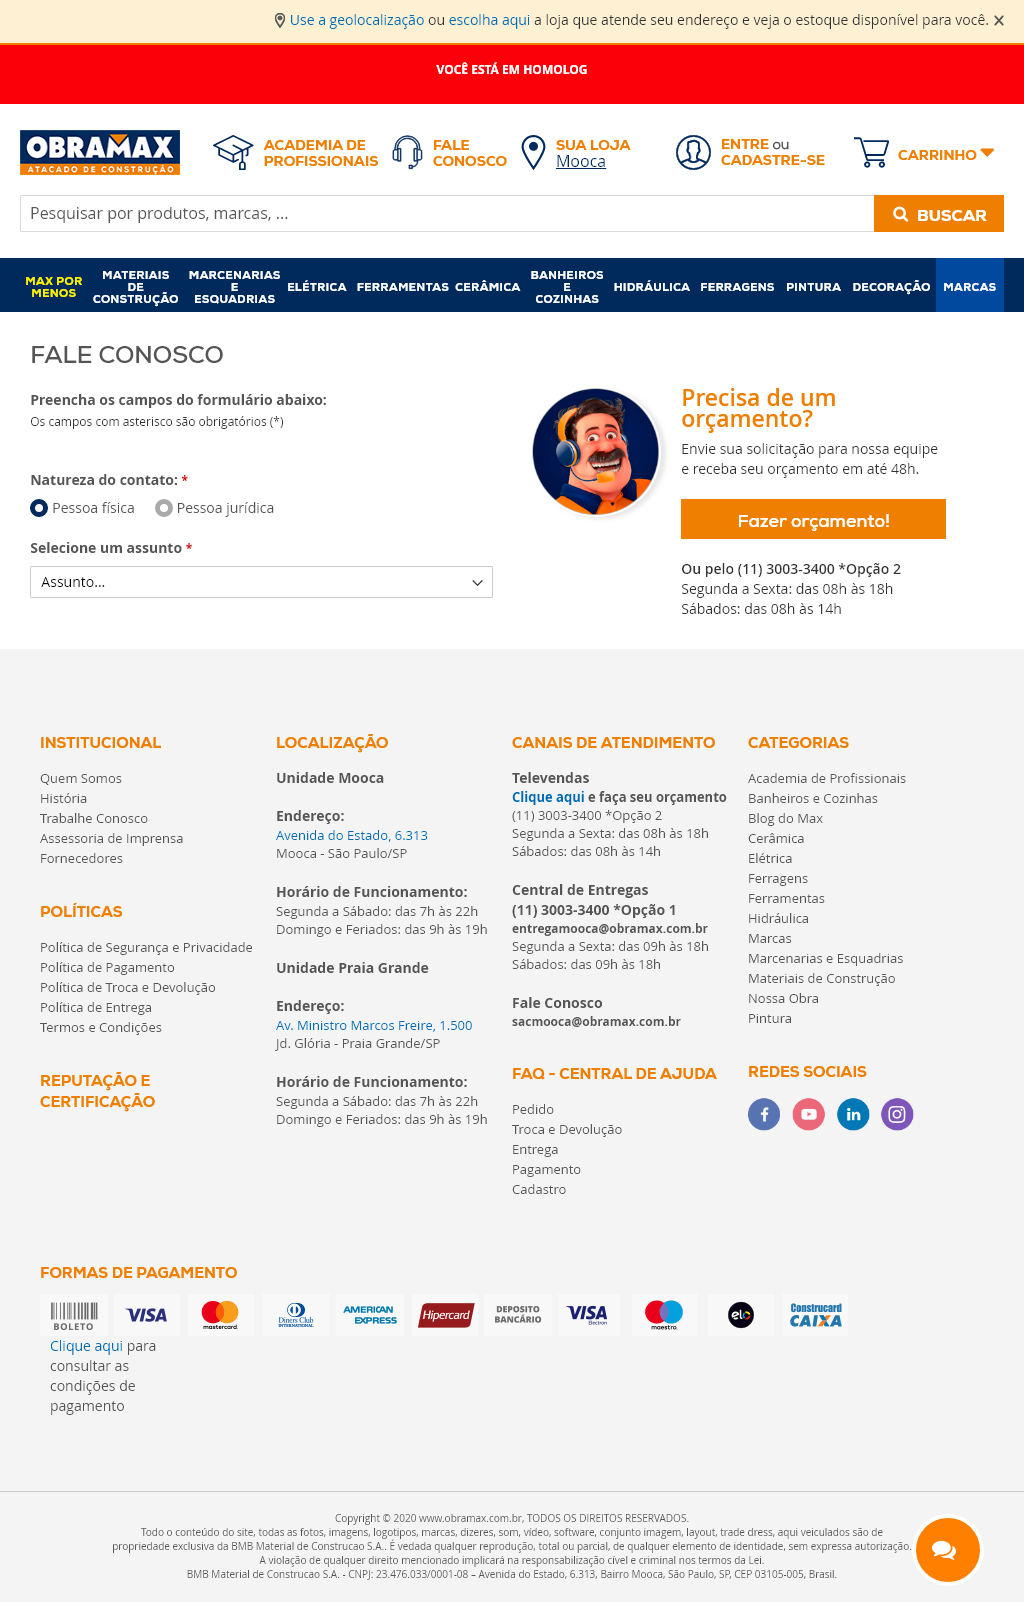 Use a geolocalização ou escolha aqui a loja que atende seu endereço e veja o estoque disponível para você.
VOCÊ ESTÁ EM HOMOLOG
OBRAMAX
ATACADO DE CONSTRUÇÃO
ACADEMIA DE
PROFISSIONAIS
FALE
CONOSCO
SUA LOJA
Mooca
ENTRE ou
CADASTRE-SE
CARRINHO
Pesquisar por produtos, marcas, ...
BUSCAR
MAX POR
MENOS
MATERIAIS
DE
CONSTRUÇÃO
MARCENARIAS
E
ESQUADRIAS
ELÉTRICA
FERRAMENTAS
CERÂMICA
BANHEIROS
E
COZINHAS
HIDRÁULICA
FERRAGENS
PINTURA
DECORAÇÃO
MARCAS
FALE CONOSCO
Preencha os campos do formulário abaixo:
Os campos com asterisco são obrigatórios (*)
Natureza do contato: *
Pessoa física
Pessoa jurídica
Selecione um assunto *
Assunto...
Precisa de um
orçamento?
Envie sua solicitação para nossa equipe
e receba seu orçamento em até 48h.
Fazer orçamento!
Ou pelo (11) 3003-3400 *Opção 2
Segunda a Sexta: das 08h às 18h
Sábados: das 08h às 14h
INSTITUCIONAL
Quem Somos
História
Trabalhe Conosco
Assessoria de Imprensa
Fornecedores
POLÍTICAS
Política de Segurança e Privacidade
Política de Pagamento
Política de Troca e Devolução
Política de Entrega
Termos e Condições
REPUTAÇÃO E
CERTIFICAÇÃO
LOCALIZAÇÃO
Unidade Mooca
Endereço:
Avenida do Estado, 6.313
Mooca - São Paulo/SP
Horário de Funcionamento:
Segunda a Sábado: das 7h às 22h
Domingo e Feriados: das 9h às 19h
Unidade Praia Grande
Endereço:
Av. Ministro Marcos Freire, 1.500
Jd. Glória - Praia Grande/SP
Horário de Funcionamento:
Segunda a Sábado: das 7h às 22h
Domingo e Feriados: das 9h às 19h
CANAIS DE ATENDIMENTO
Televendas
Clique aqui e faça seu orçamento
(11) 3003-3400 *Opção 2
Segunda a Sexta: das 08h às 18h
Sábados: das 08h às 14h
Central de Entregas
(11) 3003-3400 *Opção 1
entregamooca@obramax.com.br
Segunda a Sexta: das 09h às 18h
Sábados: das 09h às 18h
Fale Conosco
sacmooca@obramax.com.br
FAQ - CENTRAL DE AJUDA
Pedido
Troca e Devolução
Entrega
Pagamento
Cadastro
CATEGORIAS
Academia de Profissionais
Banheiros e Cozinhas
Blog do Max
Cerâmica
Elétrica
Ferragens
Ferramentas
Hidráulica
Marcas
Marcenarias e Esquadrias
Materiais de Construção
Nossa Obra
Pintura
REDES SOCIAIS
f
in
FORMAS DE PAGAMENTO
BOLETO
VISA
mastercard.
Diners Club
INTERNATIONAL
AMERICAN
EXPRESS
Hipercard
DEPOSITO
BANCÁRIO
VISA
Electron
maestro.
elo
Construcard
CAIXA
Clique aqui para
consultar as
condições de
pagamento
Copyright © 2020 www.obramax.com.br, TODOS OS DIREITOS RESERVADOS.
Todo o conteúdo do site, todas as fotos, imagens, logotipos, marcas, dizeres, som, vídeo, software, conjunto imagem, layout, trade dress, aqui veiculados são de
propriedade exclusiva da BMB Material de Construcao S.A.. É vedada qualquer reprodução, total ou parcial, de qualquer elemento de identidade, sem expressa autorização.
A violação de qualquer direito mencionado implicará na responsabilização cível e criminal nos termos da Lei.
BMB Material de Construcao S.A. - CNPJ: 23.476.033/0001-08 – Avenida do Estado, 6.313, Bairro Mooca, São Paulo, SP, CEP 03105-005, Brasil.